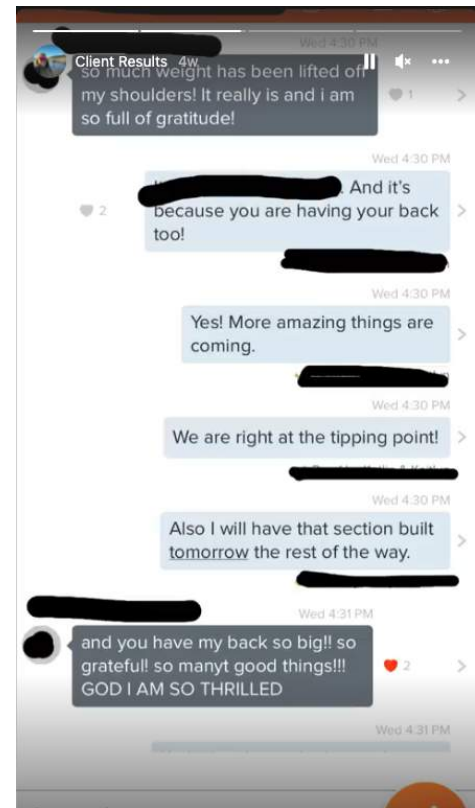 Wed 4:30 PM
Client Results 4w
so much weight has been lifted off
my shoulders! It really is and i am
so full of gratitude!
1
Wed 4:30 PM
. And it's
because you are having your back
too!
2
Wed 4:30 PM
Yes! More amazing things are
coming.
Wed 4:30 PM
We are right at the tipping point!
Wed 4:30 PM
Also I will have that section built
tomorrow the rest of the way.
Wed 4:31 PM
and you have my back so big!! so
grateful! so manyt good things!!!
GOD I AM SO THRILLED
2
Wed 4:31 PM